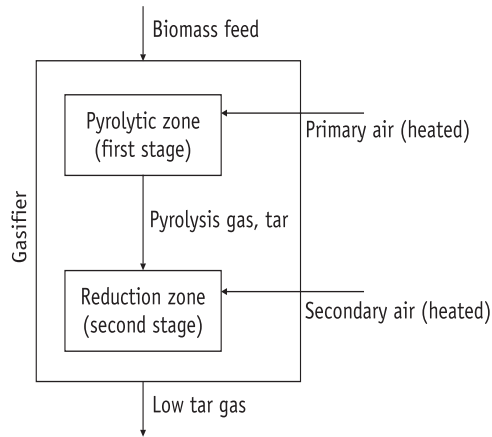 Biomass feed
Pyrolytic zone
(first stage)
Primary air (heated)
Gasifier
Pyrolysis gas, tar
Reduction zone
(second stage)
Secondary air (heated)
Low tar gas